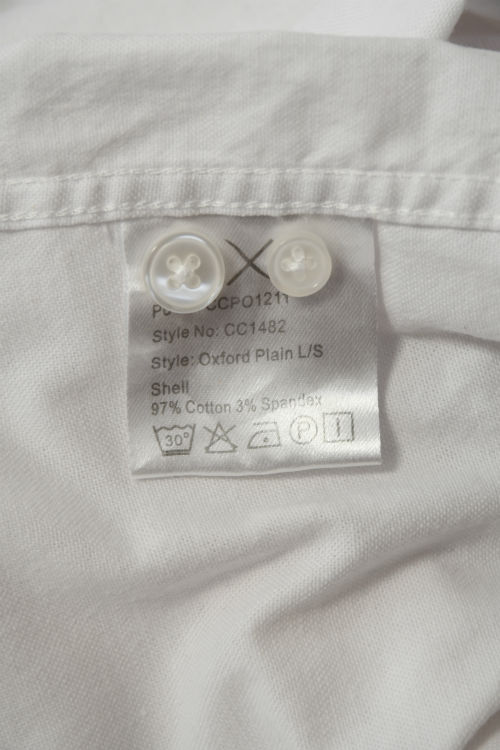 CCPO1211
Style No: CC1482
Style: Oxford Plain L/S
Shell
97% Cotton 3% Spandex
30°
P